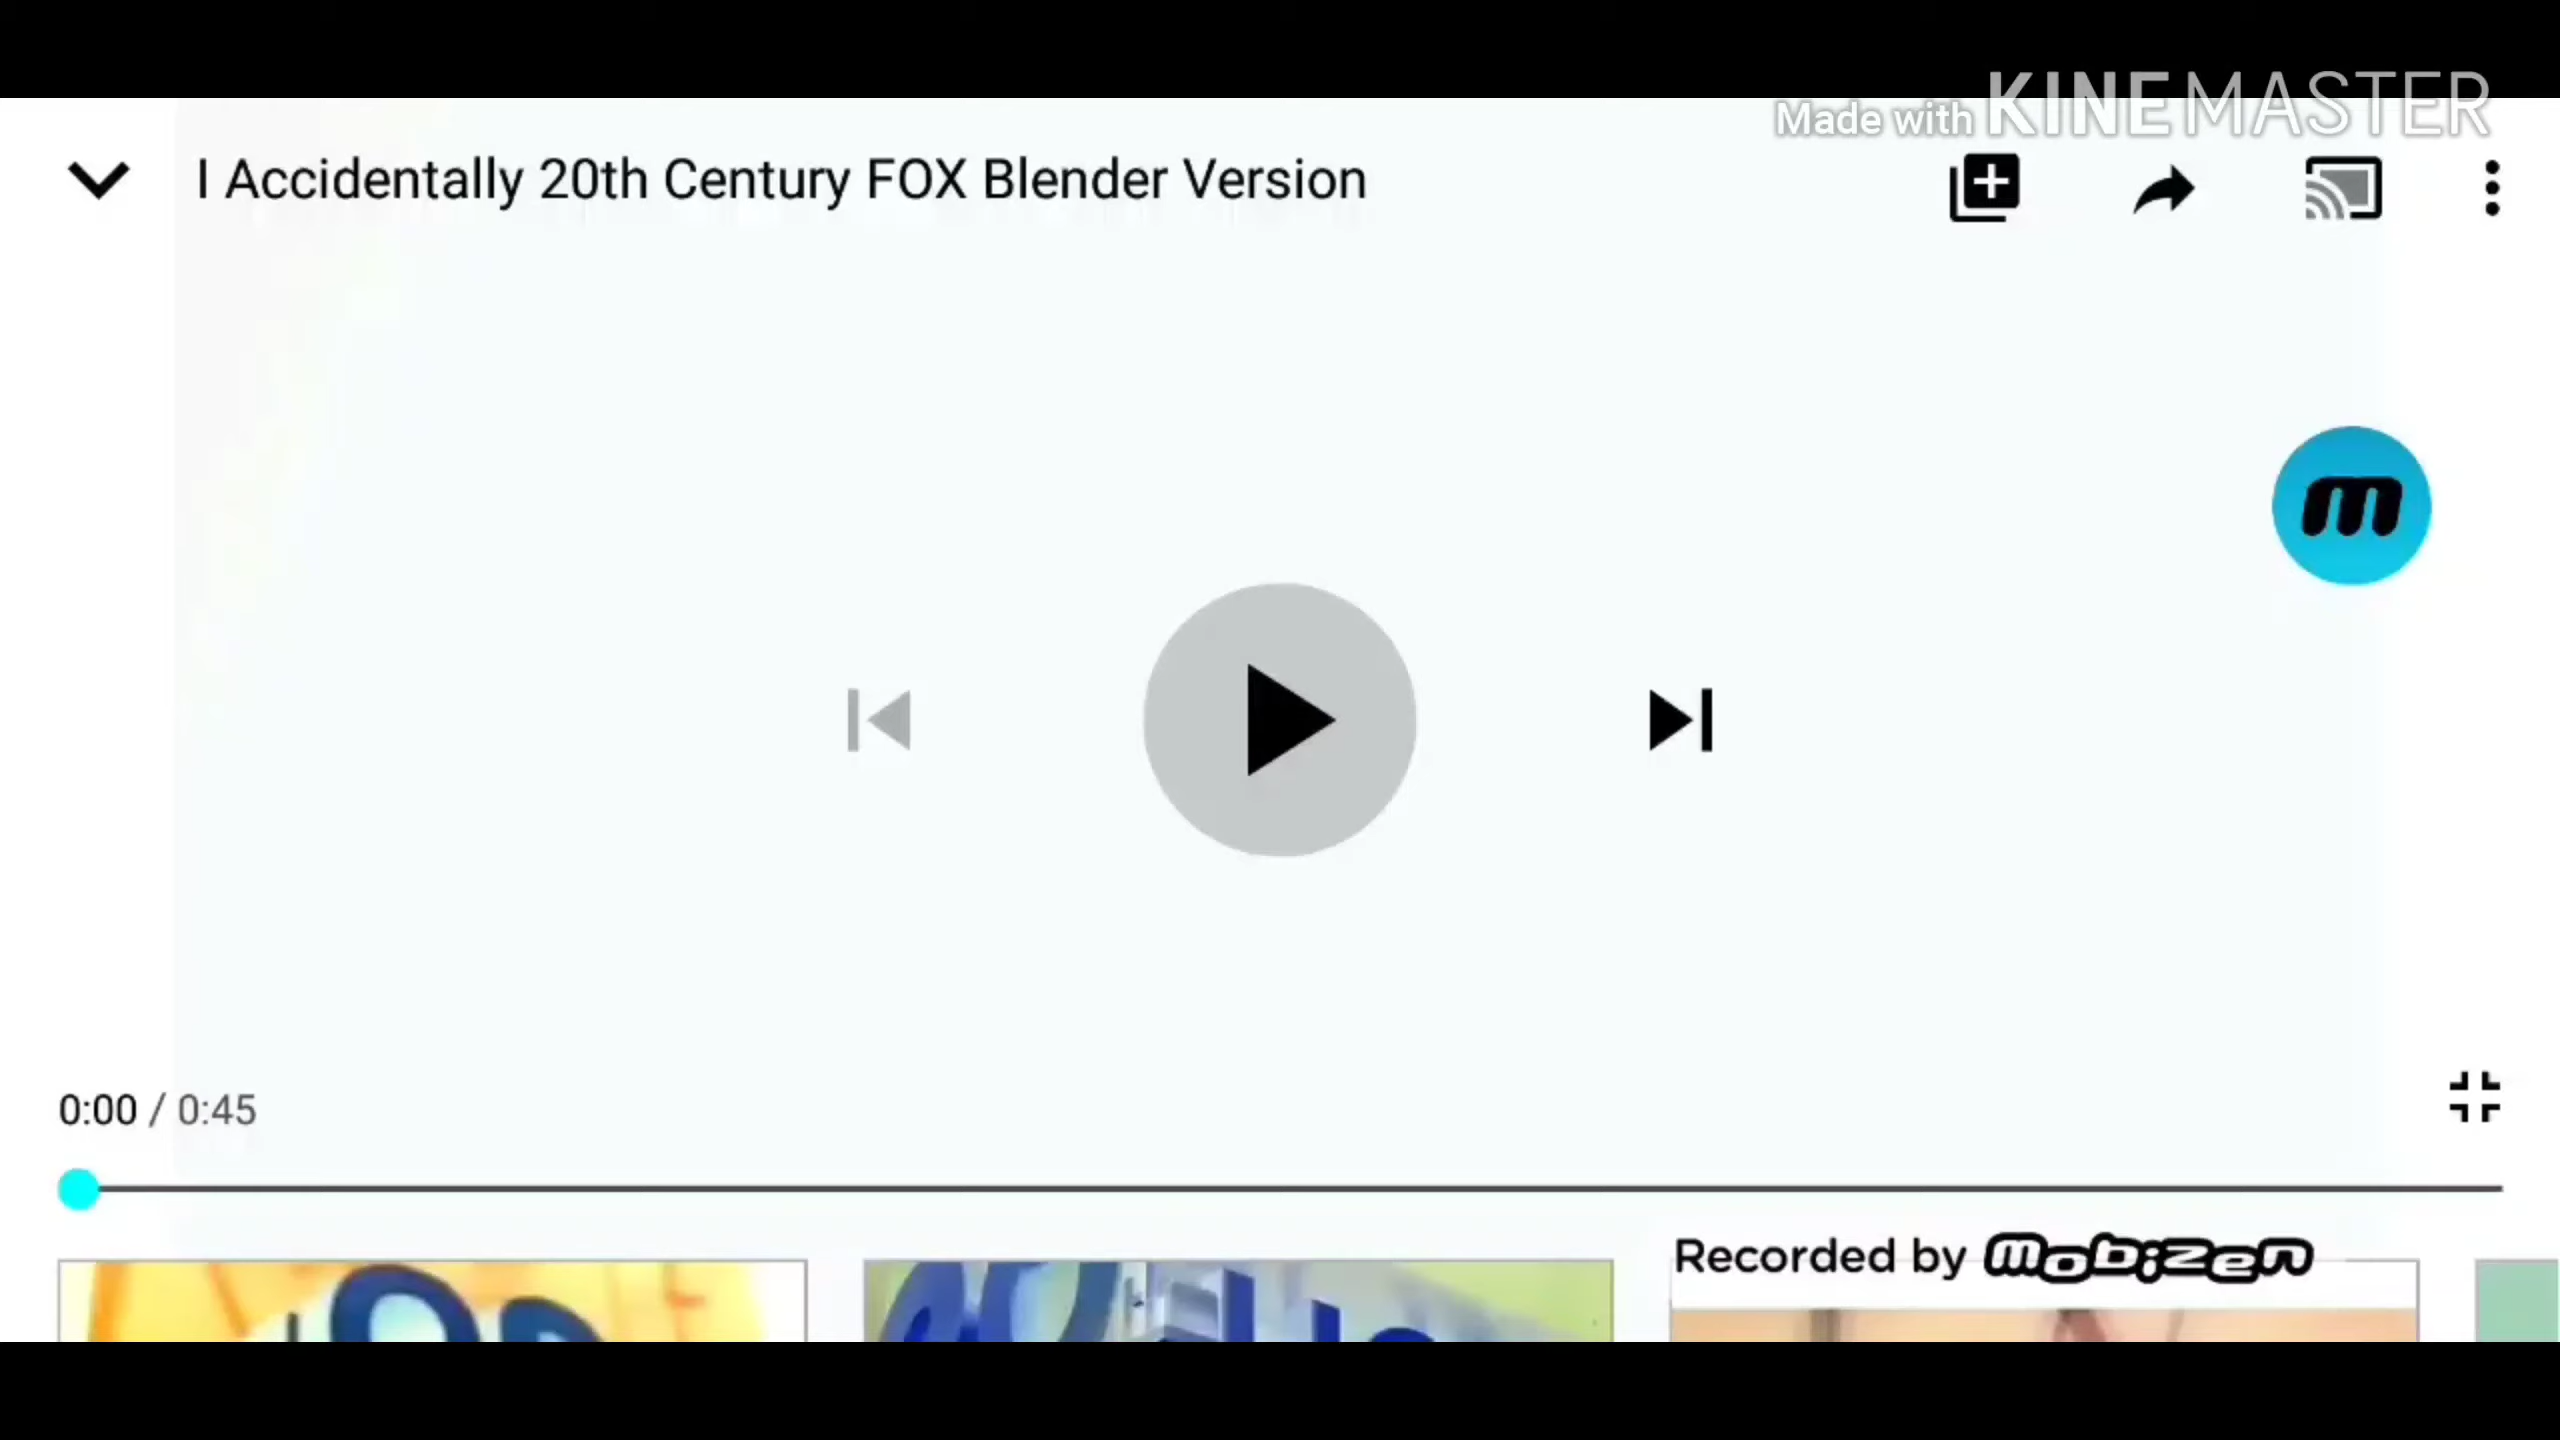 Made with KINEMASTER
I Accidentally 20th Century FOX Blender Version
m
0:00 / 0:45
Recorded by mobizen